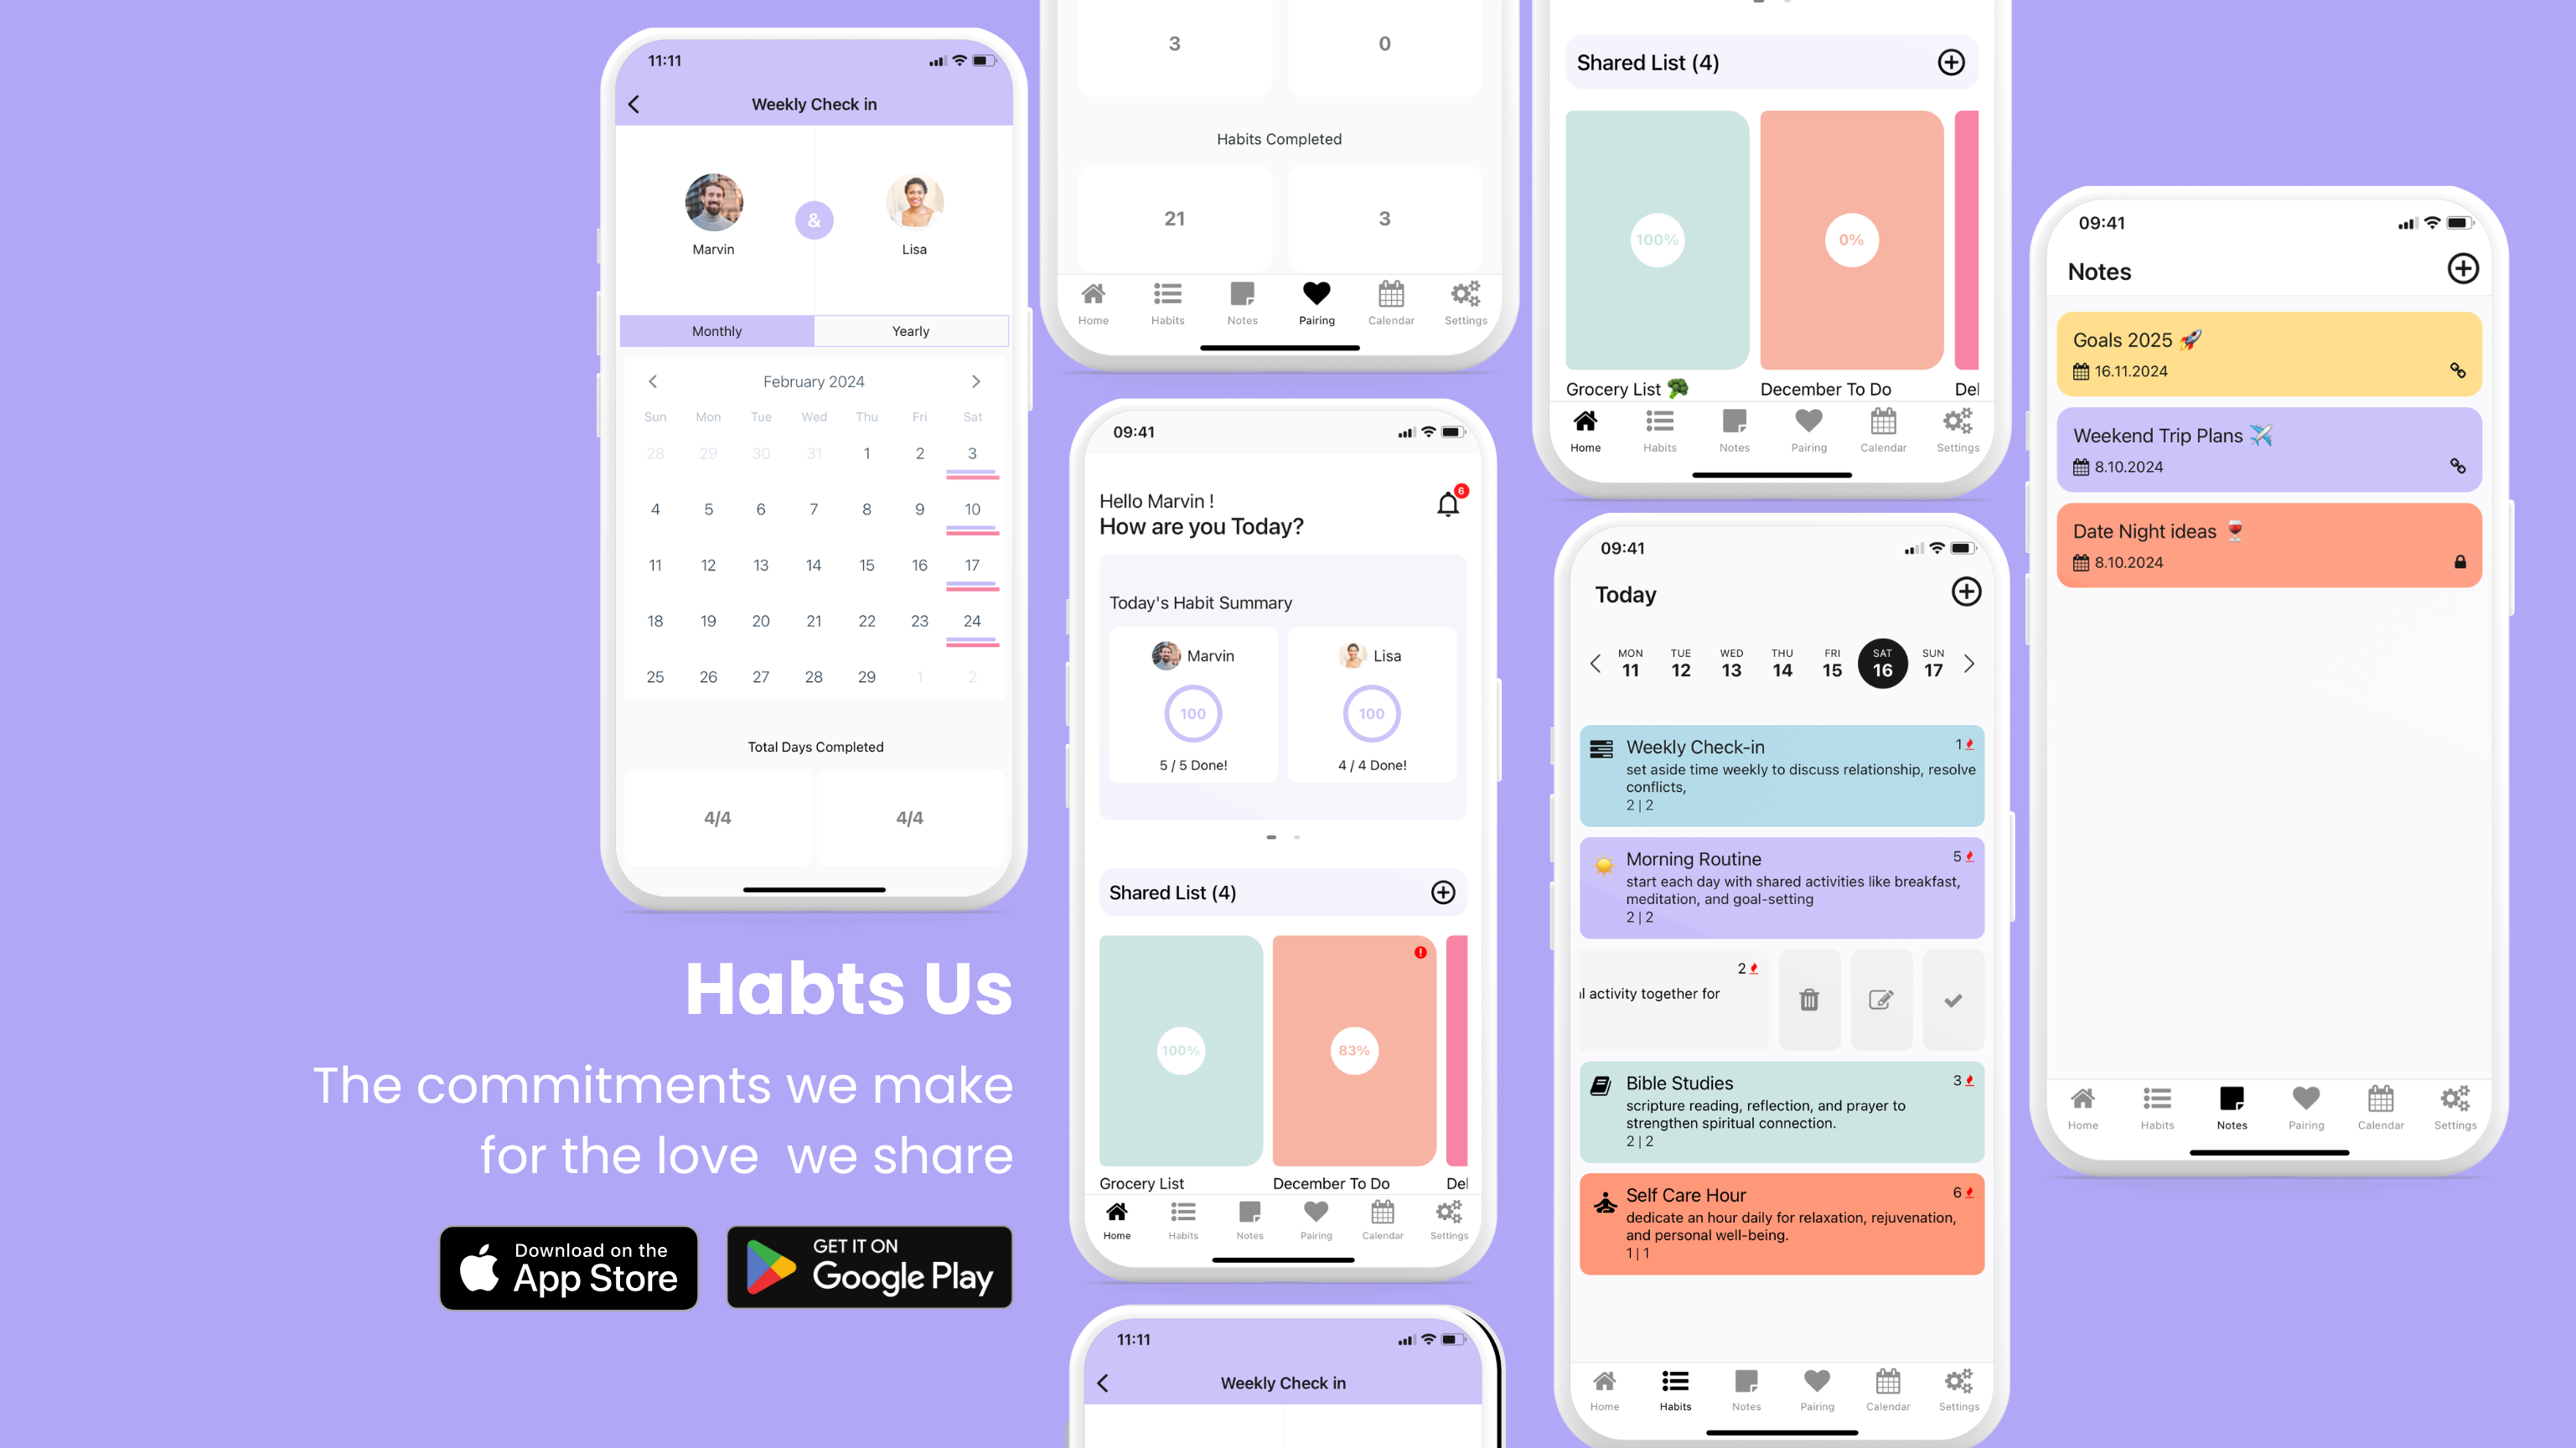 11:11
Weekly Check in
Marvin
&
Lisa
Monthly
Yearly
February 2024
Sun Mon Tue Wed Thu Fri Sat
28 29 30 31 1 2 3
4 5 6 7 8 9 10
11 12 13 14 15 16 17
18 19 20 21 22 23 24
25 26 27 28 29 1 2
Total Days Completed
4/4 4/4
Habts Us
The commitments we make
for the love we share
Download on the
App Store
GET IT ON
Google Play
3 0
Habits Completed
21 3
Home Habits Notes Pairing Calendar Settings
09:41
Hello Marvin !
6
How are you Today?
Today's Habit Summary
Marvin Lisa
100 100
5 / 5 Done! 4 / 4 Done!
Shared List (4)
100% 83%
Grocery List December To Do Del
Home Habits Notes Pairing Calendar Settings
11:11
Weekly Check in
Shared List (4)
100% 0%
Grocery List 🥦 December To Do Del
Home Habits Notes Pairing Calendar Settings
09:41
Today
MON TUE WED THU FRI SAT SUN
11 12 13 14 15 16 17
Weekly Check-in 1
set aside time weekly to discuss relationship, resolve
conflicts,
2 | 2
Morning Routine 5
start each day with shared activities like breakfast,
meditation, and goal-setting
2 | 2
2
l activity together for
Bible Studies 3
scripture reading, reflection, and prayer to
strengthen spiritual connection.
2 | 2
Self Care Hour 6
dedicate an hour daily for relaxation, rejuvenation,
and personal well-being.
1 | 1
Home Habits Notes Pairing Calendar Settings
09:41
Notes
Goals 2025 🚀
16.11.2024
Weekend Trip Plans ✈️
8.10.2024
Date Night ideas 🍷
8.10.2024
Home Habits Notes Pairing Calendar Settings